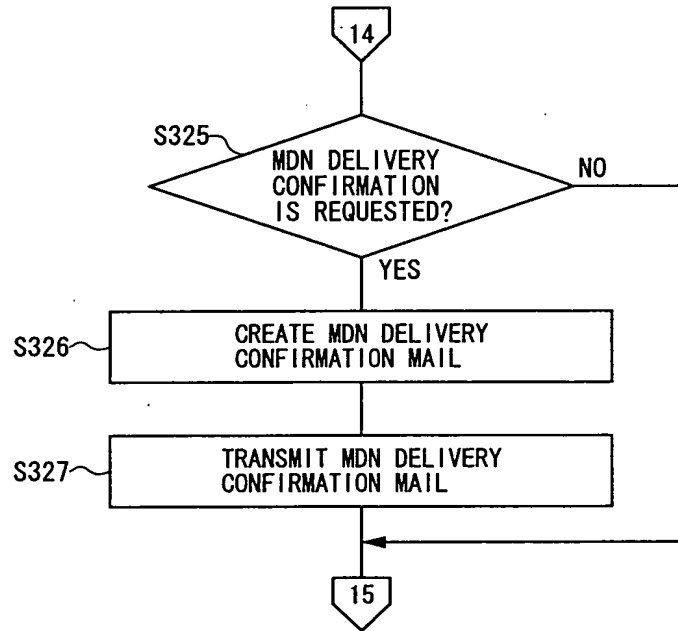 14
S325
MDN DELIVERY
CONFIRMATION
IS REQUESTED?
NO
YES
S326
CREATE MDN DELIVERY
CONFIRMATION MAIL
S327
TRANSMIT MDN DELIVERY
CONFIRMATION MAIL
15